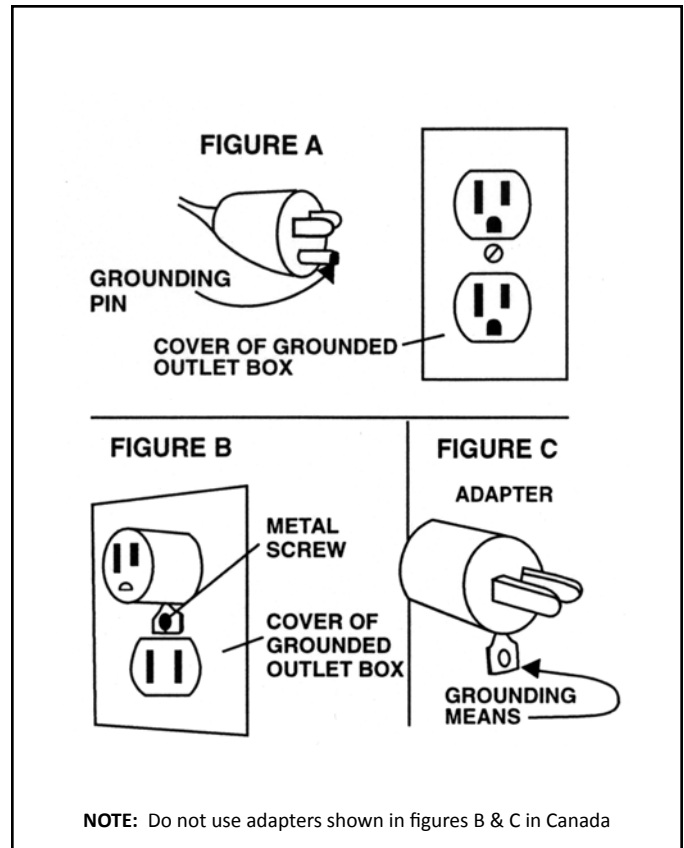 FIGURE A
GROUNDING
PIN
COVER OF GROUNDED
OUTLET BOX
FIGURE B
METAL
SCREW
COVER OF
GROUNDED
OUTLET BOX
FIGURE C
ADAPTER
GROUNDING
MEANS
NOTE: Do not use adapters shown in figures B & C in Canada